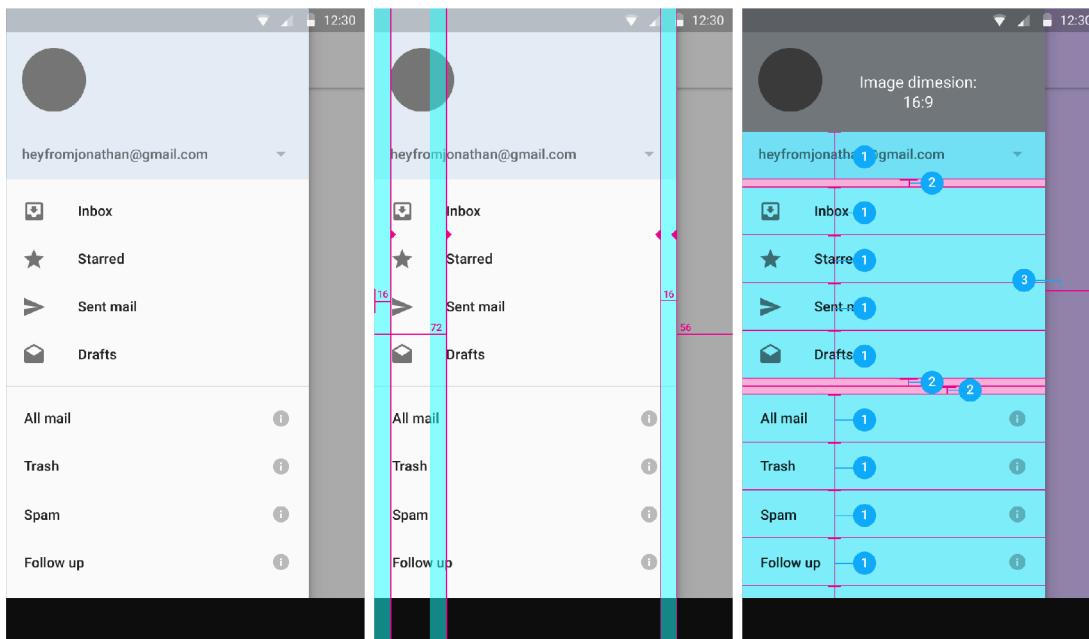 12:30
heyfromjonathan@gmail.com
Inbox
Starred
Sent mail
Drafts
All mail
i
Trash
i
Spam
i
Follow up
i
12:30
heyfromjonathan@gmail.com
Inbox
Starred
16
16
Sent mail
72
56
Drafts
All mail
i
Trash
i
Spam
i
Follow up
i
12:30
Image dimesion:
16:9
heyfromjonathan@gmail.com
1
2
Inbox
1
Starred
1
3
Sent m
1
Drafts
1
2
2
All mail
1
i
Trash
1
i
Spam
1
i
Follow up
1
i